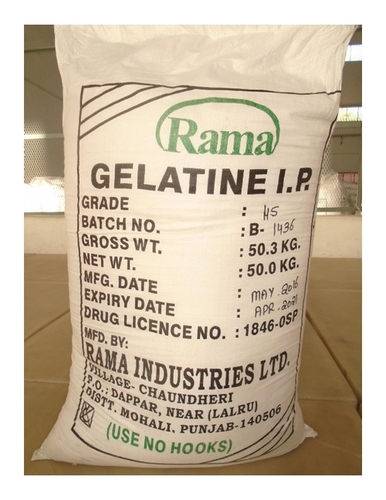 Rama
GELATINE I.P.
GRADE : HS
BATCH NO. : B- 1436
GROSS WT. : 50.3 KG.
NET WT. : 50.0 KG.
MFG. DATE : MAY. 2016
EXPIRY DATE : APR. 2021
DRUG LICENCE NO. : 1846-OSP
MFD. BY:
RAMA INDUSTRIES LTD.
VILLAGE- CHAUNDHERI
P.O.: DAPPAR, NEAR (LALRU)
DISTT. MOHALI, PUNJAB-140506
(USE NO HOOKS)